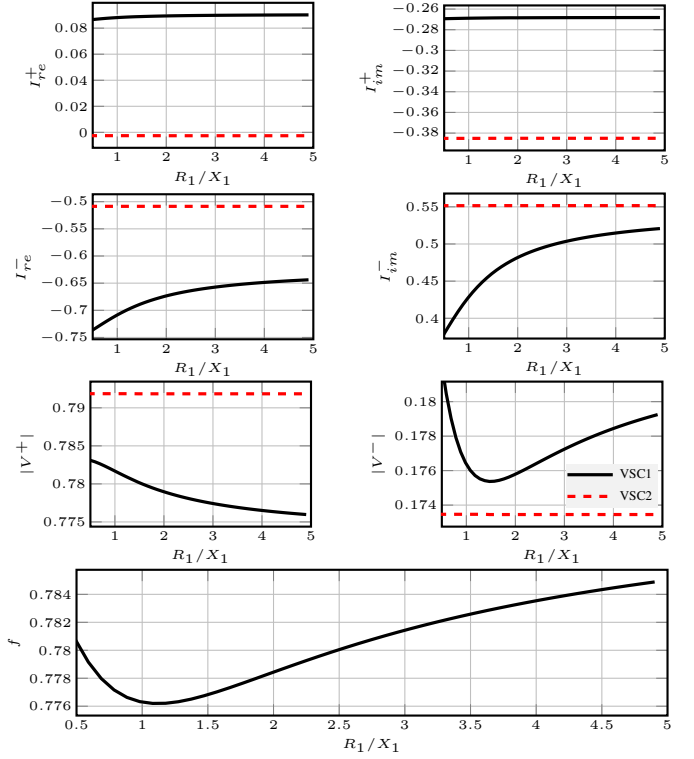 0.08
0.06
0.04
0.02
0
I⁺re
1 2 3 4 5
R₁/X₁
−0.26
−0.28
−0.3
−0.32
−0.34
−0.36
−0.38
I⁺im
1 2 3 4 5
R₁/X₁
−0.5
−0.55
−0.6
−0.65
−0.7
−0.75
I⁻re
1 2 3 4 5
R₁/X₁
0.55
0.5
0.45
0.4
I⁻im
1 2 3 4 5
R₁/X₁
0.79
0.785
0.78
0.775
|V⁺|
1 2 3 4 5
R₁/X₁
0.18
0.178
0.176
0.174
|V⁻|
VSC1
VSC2
1 2 3 4 5
R₁/X₁
0.784
0.782
0.78
0.778
0.776
f
0.5 1 1.5 2 2.5 3 3.5 4 4.5 5
R₁/X₁